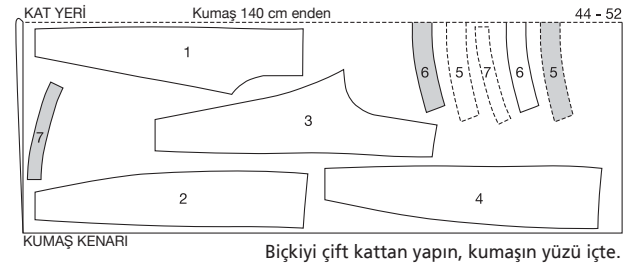 KAT YERİ Kumaş 140 cm enden 44 - 52
1
6 5 7 6 5
7
3
2
4
KUMAŞ KENARI
Biçkiyi çift kattan yapın, kumaşın yüzü içte.